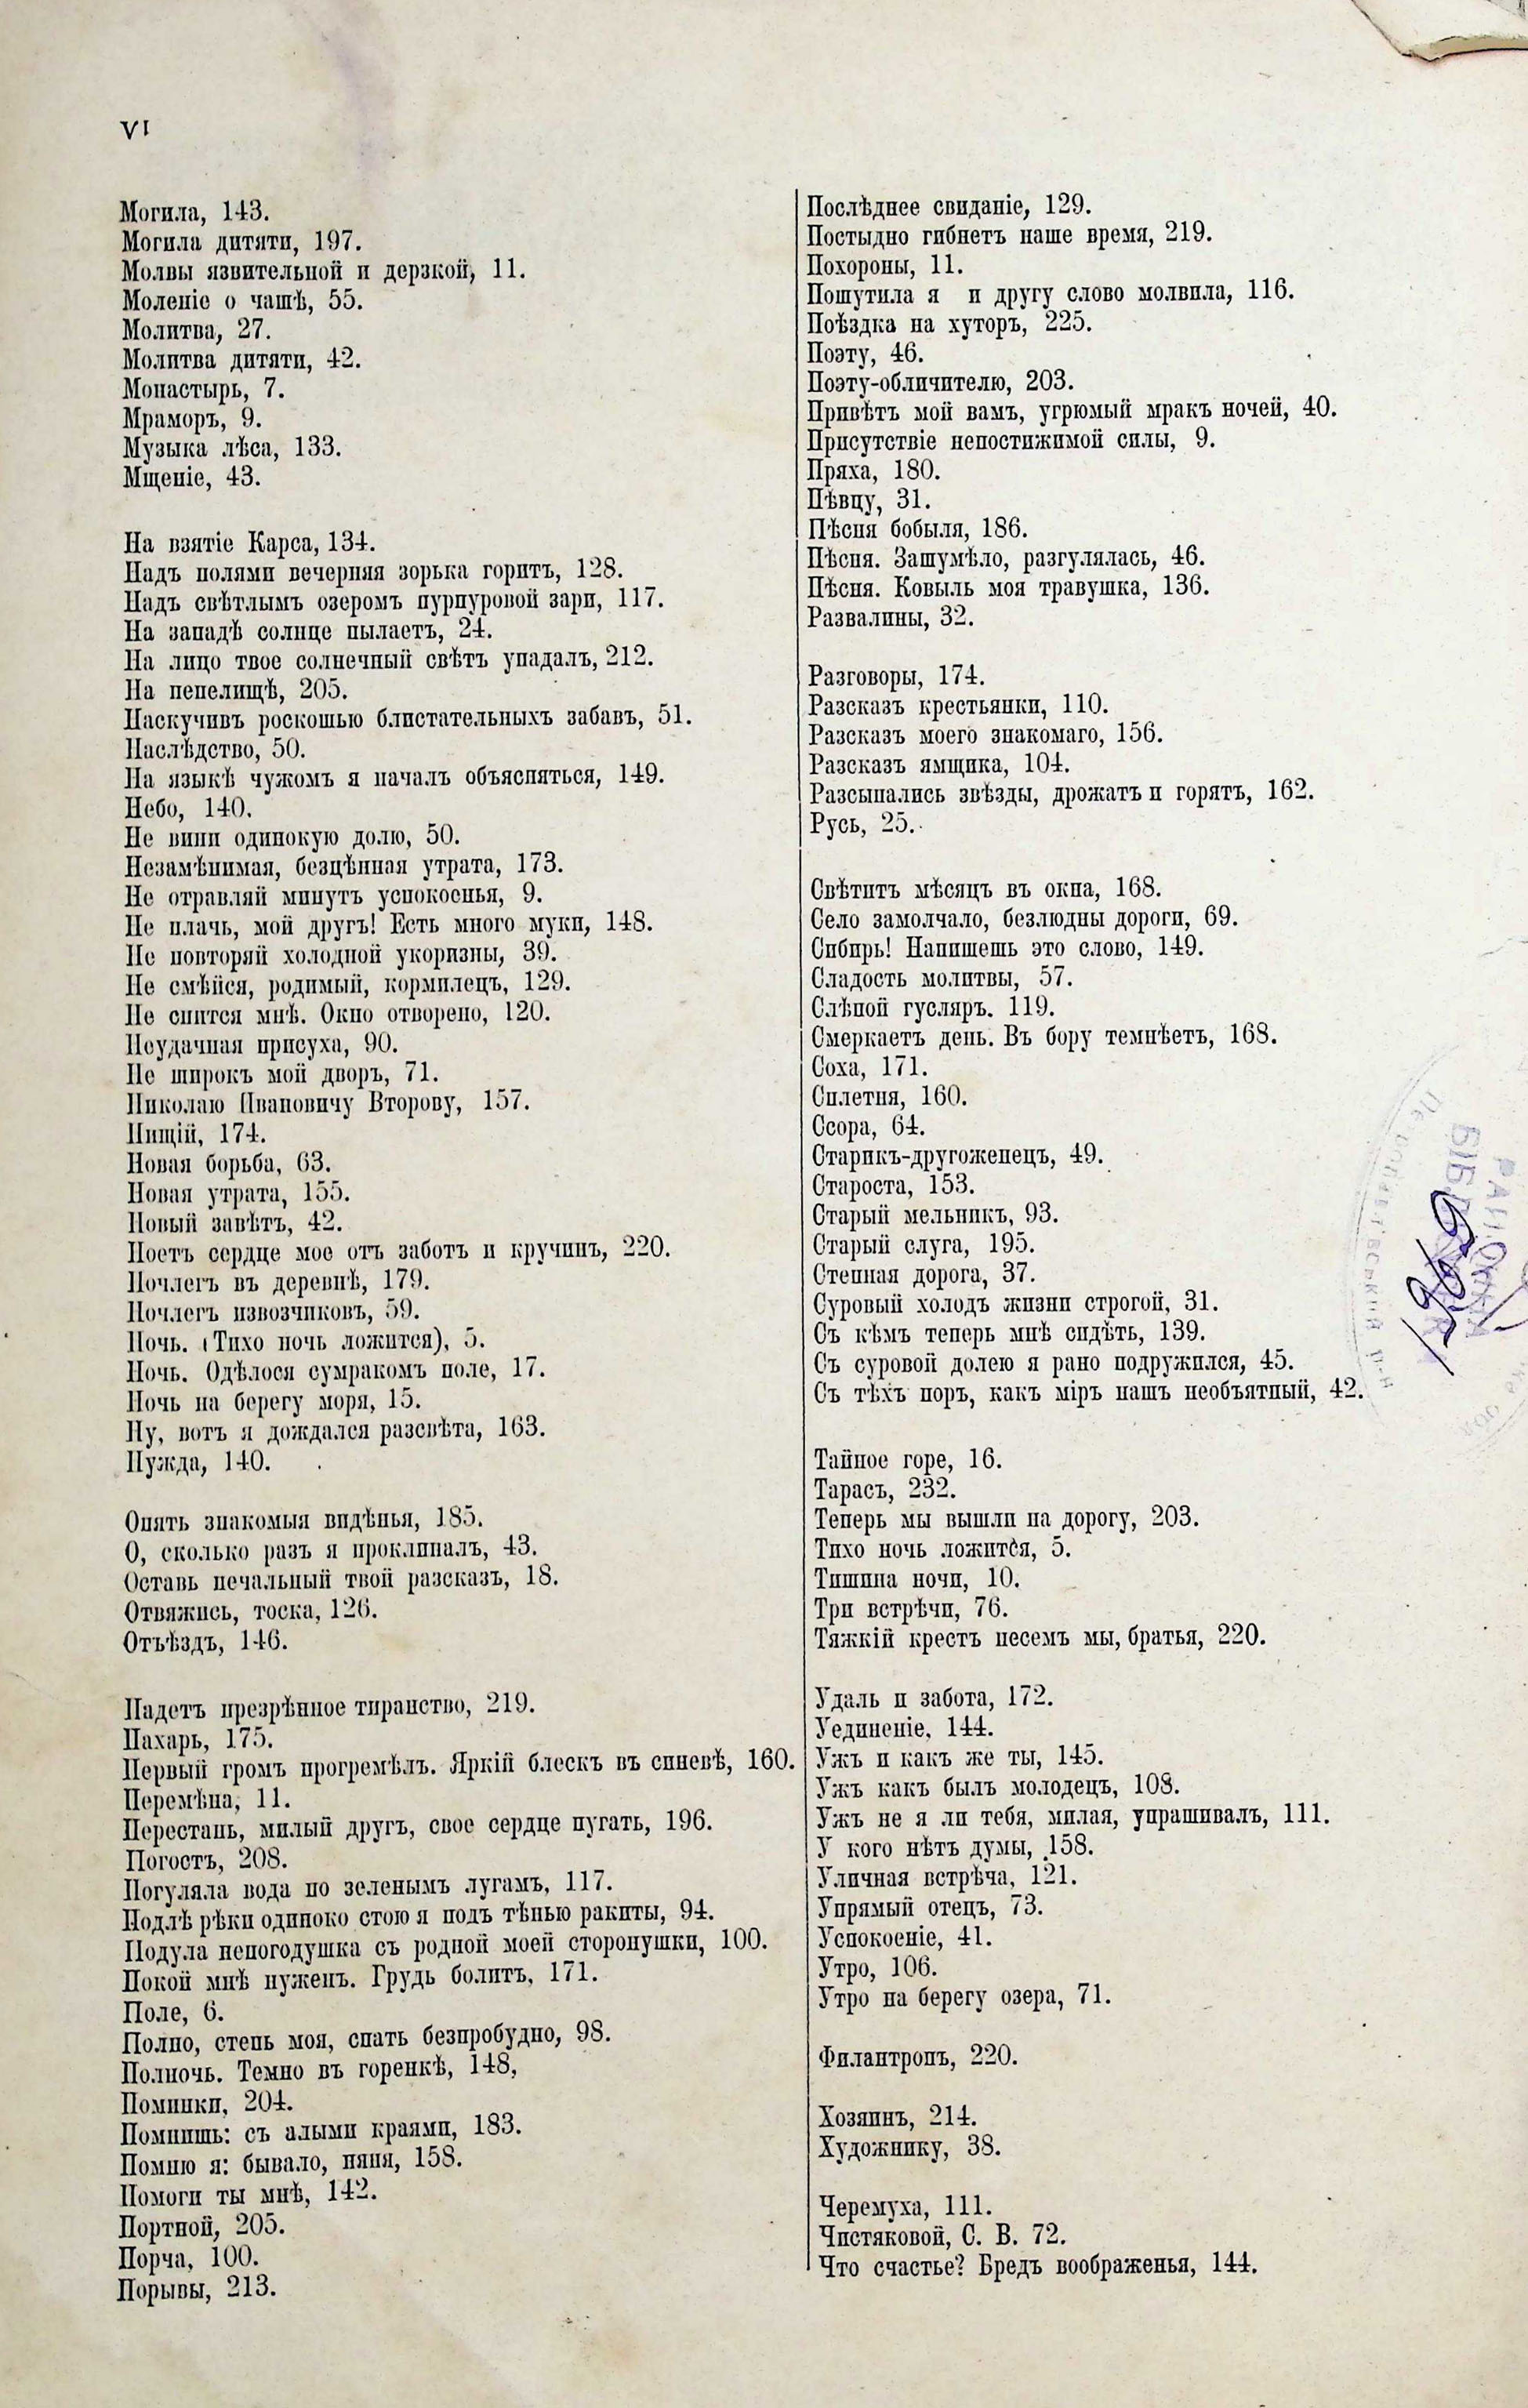 VI
Могила, 143.
Могила дитяти, 197.
Молвы язвительной и дерзкой, 11.
Моленіе о чашѣ, 55.
Молитва, 27.
Молитва дитяти, 42.
Монастырь, 7.
Мраморъ, 9.
Музыка лѣса, 133.
Мщеніе, 43.
На взятіе Карса, 134.
Надъ полями вечерняя зорька горитъ, 128.
Надъ свѣтлымъ озеромъ пурпуровой зари, 117.
На западѣ солнце пылаетъ, 24.
На лицо твое солнечный свѣтъ упадалъ, 212.
На пепелищѣ, 205.
Наскучивъ роскошью блистательныхъ забавъ, 51.
Наслѣдство, 50.
На языкѣ чужомъ я началъ объясняться, 149.
Небо, 140.
Не вини одинокую долю, 50.
Незамѣнимая, безцѣнная утрата, 173.
Не отравляй минутъ успокоенья, 9.
Не плачь, мой другъ! Есть много муки, 148.
Не повторяй холодной укоризны, 39.
Не смѣйся, родимый, кормилецъ, 129.
Не спится мнѣ. Окно отворено, 120.
Неудачная присуха, 90.
Не широкъ мой дворъ, 71.
Николаю Ивановичу Второву, 157.
Нищій, 174.
Новая борьба, 63.
Новая утрата, 155.
Новый завѣтъ, 42.
Ноетъ сердце мое отъ заботъ и кручинъ, 220.
Ночлегъ въ деревнѣ, 179.
Ночлегъ извозчиковъ, 59.
Ночь. (Тихо ночь ложится), 5.
Ночь. Одѣлося сумракомъ поле, 17.
Ночь на берегу моря, 15.
Ну, вотъ я дождался разсвѣта, 163.
Нужда, 140.
Опять знакомыя видѣнья, 185.
О, сколько разъ я проклиналъ, 43.
Оставь печальный твой разсказъ, 18.
Отвяжись, тоска, 126.
Отъѣздъ, 146.
Падетъ презрѣнное тиранство, 219.
Пахарь, 175.
Первый громъ прогремѣлъ. Яркій блескъ въ синевѣ, 160.
Перемѣна, 11.
Перестань, милый другъ, свое сердце пугать, 196.
Погостъ, 208.
Погуляла вода по зеленымъ лугамъ, 117.
Подлѣ рѣки одиноко стою я подъ тѣнью ракиты, 94.
Подула непогодушка съ родной моей сторонушки, 100.
Покой мнѣ нуженъ. Грудь болитъ, 171.
Поле, 6.
Полно, степь моя, спать безпробудно, 98.
Полночь. Темно въ горенкѣ, 148,
Поминки, 204.
Помнишь: съ алыми краями, 183.
Помню я: бывало, няня, 158.
Помоги ты мнѣ, 142.
Портной, 205.
Порча, 100.
Порывы, 213.
Послѣднее свиданіе, 129.
Постыдно гибнетъ наше время, 219.
Похороны, 11.
Пошутила я и другу слово молвила, 116.
Поѣздка на хуторъ, 225.
Поэту, 46.
Поэту-обличителю, 203.
Привѣтъ мой вамъ, угрюмый мракъ ночей, 40.
Присутствіе непостижимой силы, 9.
Пряха, 180.
Пѣвцу, 31.
Пѣсня бобыля, 186.
Пѣсня. Зашумѣло, разгулялась, 46.
Пѣсня. Ковыль моя травушка, 136.
Развалины, 32.
Разговоры, 174.
Разсказъ крестьянки, 110.
Разсказъ моего знакомаго, 156.
Разсказъ ямщика, 104.
Разсыпались звѣзды, дрожатъ и горятъ, 162.
Русь, 25.
Свѣтитъ мѣсяцъ въ окна, 168.
Село замолчало, безлюдны дороги, 69.
Сибирь! Напишешь это слово, 149.
Сладость молитвы, 57.
Слѣпой гусляръ. 119.
Смеркаетъ день. Въ бору темнѣетъ, 168.
Соха, 171.
Сплетня, 160.
Ссора, 64.
Старикъ-другоженецъ, 49.
Староста, 153.
Старый мельникъ, 93.
Старый слуга, 195.
Степная дорога, 37.
Суровый холодъ жизни строгой, 31.
Съ кѣмъ теперь мнѣ сидѣть, 139.
Съ суровой долею я рано подружился, 45.
Съ тѣхъ поръ, какъ міръ нашъ необъятный, 42.
Тайное горе, 16.
Тарасъ, 232.
Теперь мы вышли на дорогу, 203.
Тихо ночь ложится, 5.
Тишина ночи, 10.
Три встрѣчи, 76.
Тяжкій крестъ несемъ мы, братья, 220.
Удаль и забота, 172.
Уединеніе, 144.
Ужъ и какъ же ты, 145.
Ужъ какъ былъ молодецъ, 108.
Ужъ не я ли тебя, милая, упрашивалъ, 111.
У кого нѣтъ думы, 158.
Уличная встрѣча, 121.
Упрямый отецъ, 73.
Успокоеніе, 41.
Утро, 106.
Утро на берегу озера, 71.
Филантропъ, 220.
Хозяинъ, 214.
Художнику, 38.
Черемуха, 111.
Чистяковой, С. В. 72.
Что счастье? Бредъ воображенья, 144.